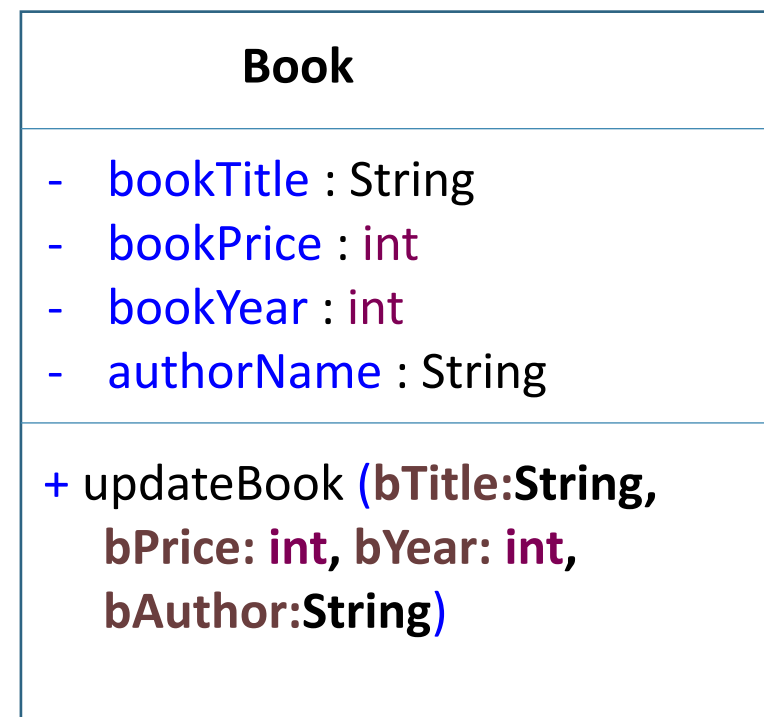 Book
- bookTitle : String
- bookPrice : int
- bookYear : int
- authorName : String
+ updateBook (bTitle:String,
bPrice: int, bYear: int,
bAuthor:String)